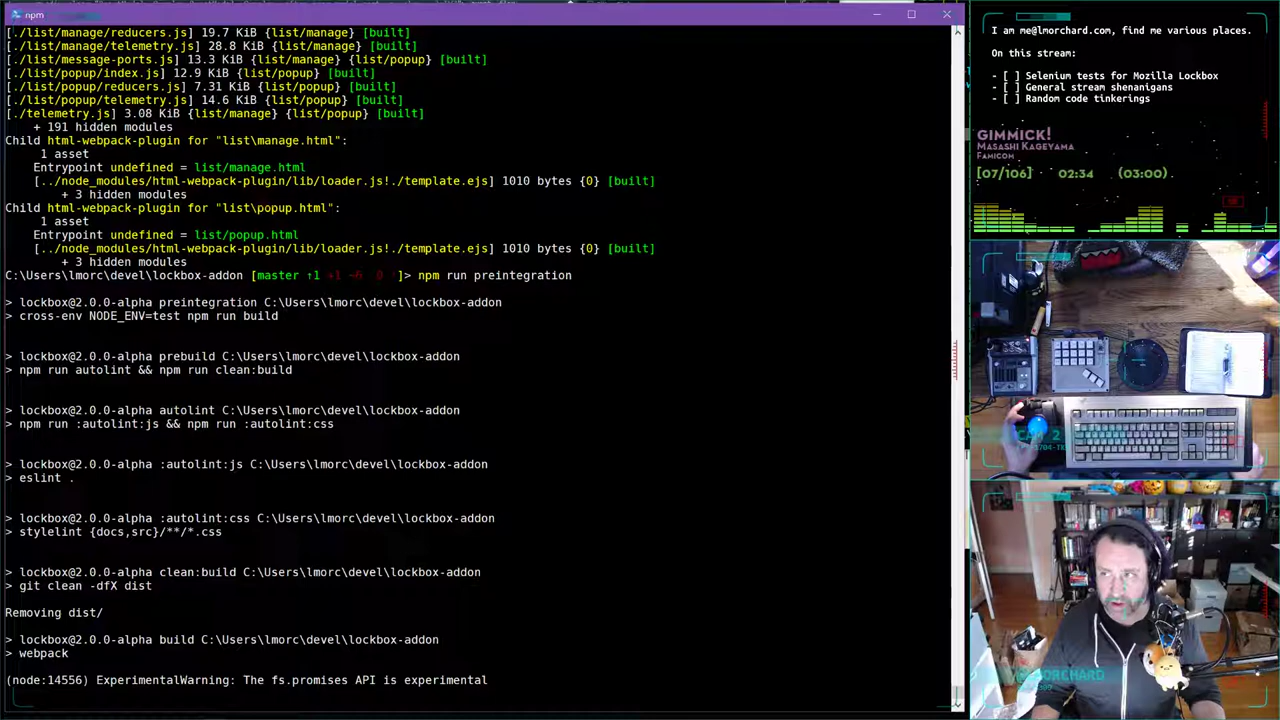 npm
[./list/manage/reducers.js] 19.7 KiB {list/manage} [built]
[./list/manage/telemetry.js] 28.8 KiB {list/manage} [built]
[./list/message-ports.js] 13.3 KiB {list/manage} {list/popup} [built]
[./list/popup/index.js] 12.9 KiB {list/popup} [built]
[./list/popup/reducers.js] 7.31 KiB {list/popup} [built]
[./list/popup/telemetry.js] 14.6 KiB {list/popup} [built]
[./telemetry.js] 3.08 KiB {list/manage} {list/popup} [built]
+ 191 hidden modules
Child html-webpack-plugin for "list\manage.html":
1 asset
Entrypoint undefined = list/manage.html
[../node_modules/html-webpack-plugin/lib/loader.js!./template.ejs] 1010 bytes {0} [built]
+ 3 hidden modules
Child html-webpack-plugin for "list\popup.html":
1 asset
Entrypoint undefined = list/popup.html
[../node_modules/html-webpack-plugin/lib/loader.js!./template.ejs] 1010 bytes {0} [built]
+ 3 hidden modules
C:\Users\lmorc\devel\lockbox-addon [master ↑1 +1 ~6 ]> npm run preintegration
> lockbox@2.0.0-alpha preintegration C:\Users\lmorc\devel\lockbox-addon
> cross-env NODE_ENV=test npm run build
> lockbox@2.0.0-alpha prebuild C:\Users\lmorc\devel\lockbox-addon
> npm run autolint && npm run clean:build
> lockbox@2.0.0-alpha autolint C:\Users\lmorc\devel\lockbox-addon
> npm run :autolint:js && npm run :autolint:css
> lockbox@2.0.0-alpha :autolint:js C:\Users\lmorc\devel\lockbox-addon
> eslint .
> lockbox@2.0.0-alpha :autolint:css C:\Users\lmorc\devel\lockbox-addon
> stylelint {docs,src}/**/*.css
> lockbox@2.0.0-alpha clean:build C:\Users\lmorc\devel\lockbox-addon
> git clean -dfX dist
Removing dist/
> lockbox@2.0.0-alpha build C:\Users\lmorc\devel\lockbox-addon
> webpack
(node:14556) ExperimentalWarning: The fs.promises API is experimental
I am me@lmorchard.com, find me various places.
On this stream:
- [ ] Selenium tests for Mozilla Lockbox
- [ ] General stream shenanigans
- [ ] Random code tinkerings
GIMMICK!
MASASHI KAGEYAMA
FAMICOM
[07/106] 02:34 (03:00)
CAM 2